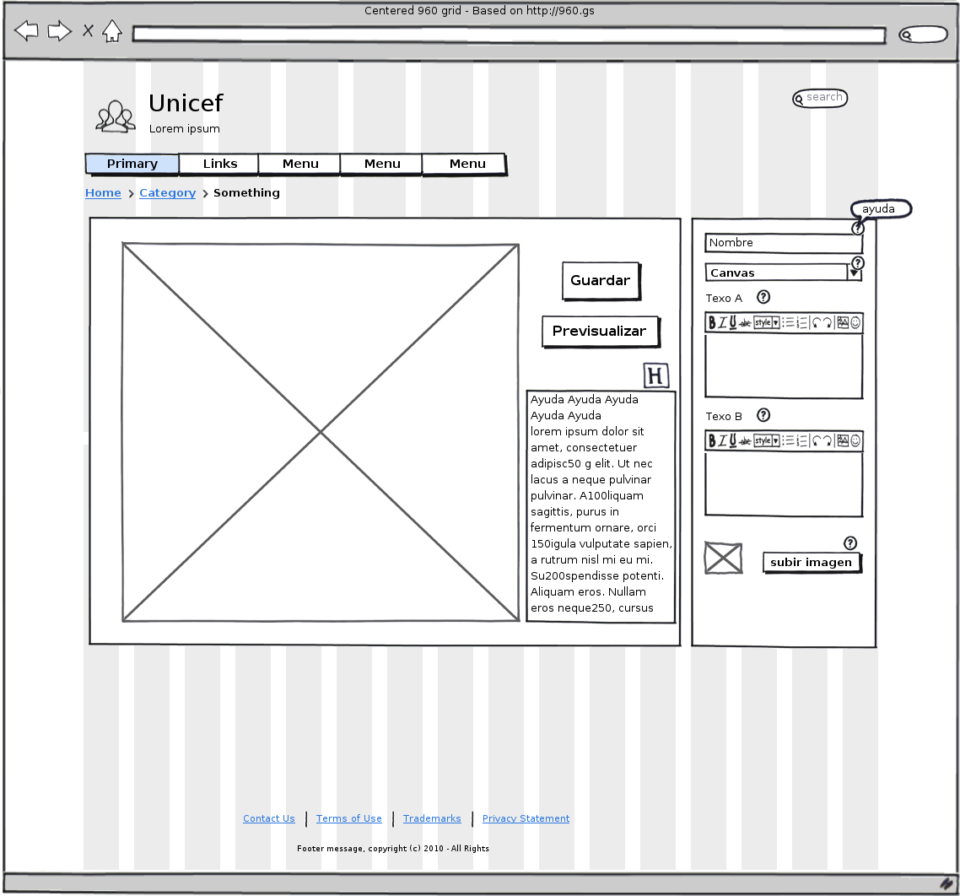 Centered 960 grid - Based on http://960.gs
Unicef
Lorem ipsum
search
Primary Links Menu Menu Menu
Home > Category > Something
ayuda
?
Nombre
?
Canvas
Texo A ?
B I U abc style
Texo B ?
B I U abc style
?
subir imagen
Guardar
Previsualizar
H
Ayuda Ayuda Ayuda
Ayuda Ayuda
lorem ipsum dolor sit
amet, consectetuer
adipisc50 g elit. Ut nec
lacus a neque pulvinar
pulvinar. A100liquam
sagittis, purus in
fermentum ornare, orci
150igula vulputate sapien,
a rutrum nisl mi eu mi.
Su200spendisse potenti.
Aliquam eros. Nullam
eros neque250, cursus
Contact Us | Terms of Use | Trademarks | Privacy Statement
Footer message, copyright (c) 2010 - All Rights